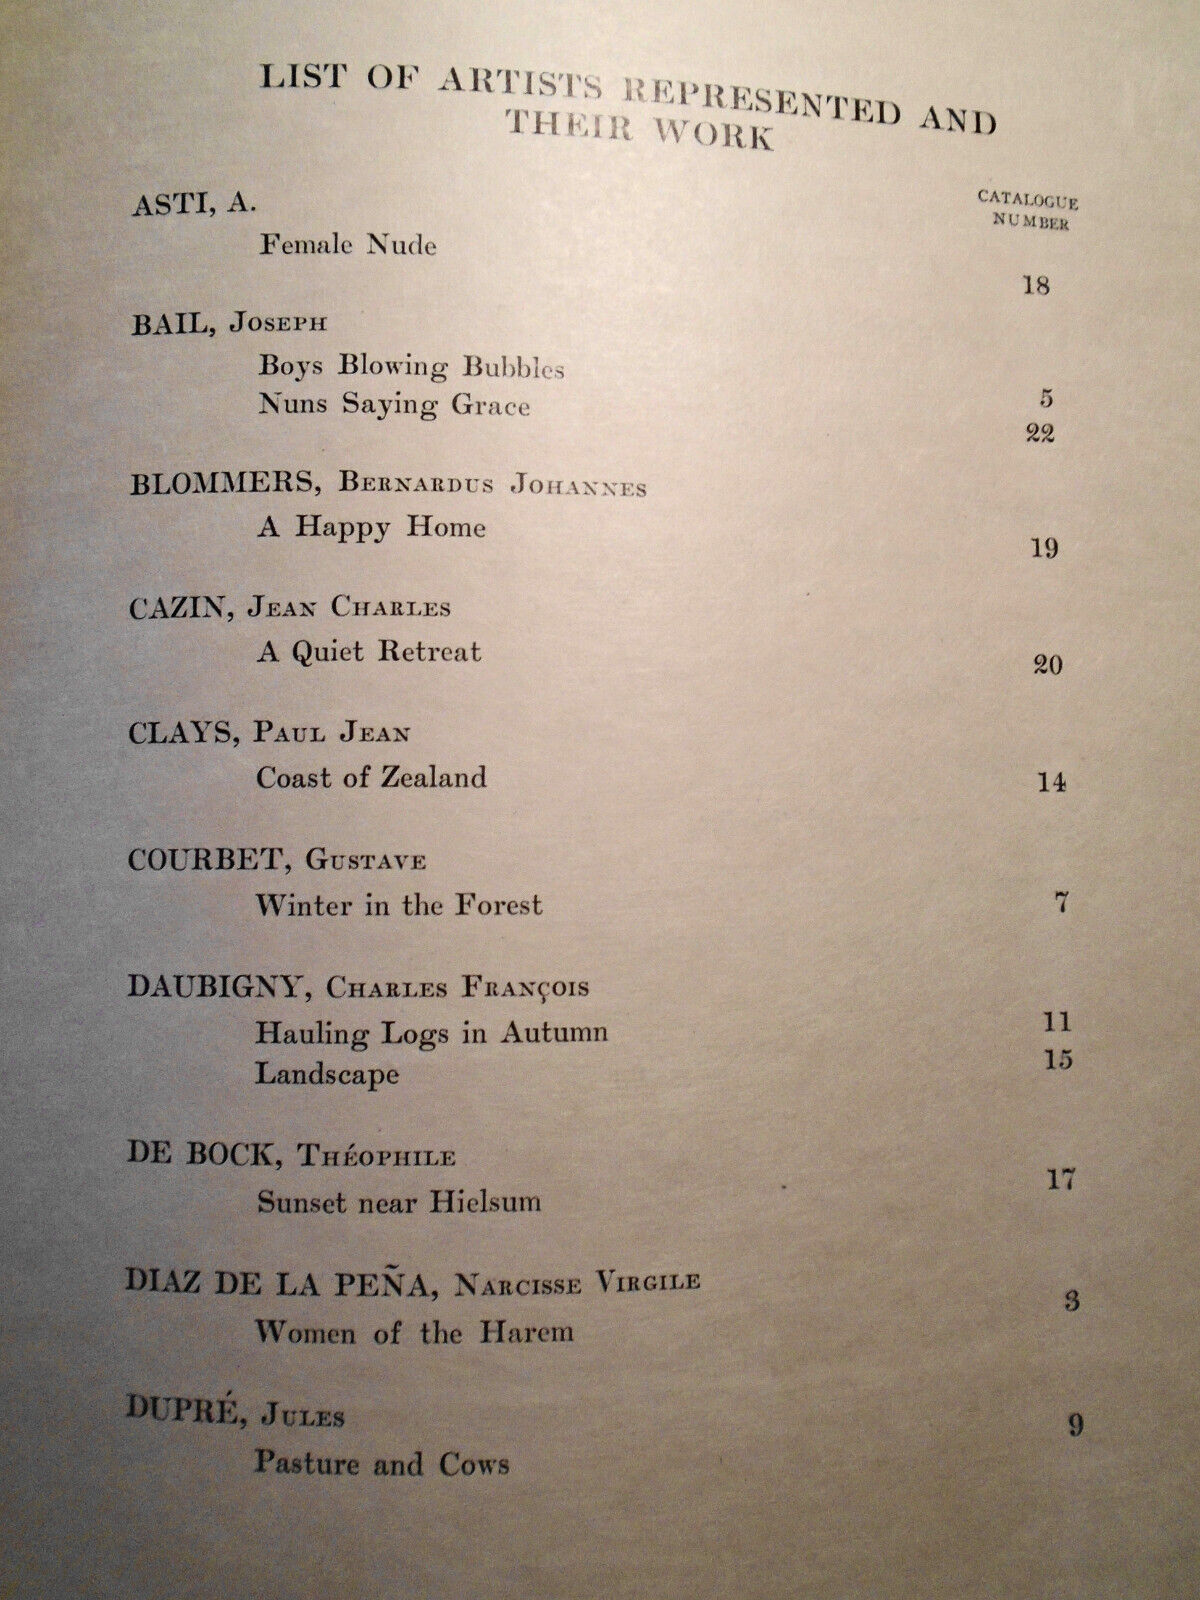 LIST OF ARTISTS REPRESENTED AND
THEIR WORK
CATALOGUE
NUMBER
ASTI, A.
Female Nude 18
BAIL, JOSEPH
Boys Blowing Bubbles 5
Nuns Saying Grace 22
BLOMMERS, BERNARDUS JOHANNES
A Happy Home 19
CAZIN, JEAN CHARLES
A Quiet Retreat 20
CLAYS, PAUL JEAN
Coast of Zealand 14
COURBET, GUSTAVE
Winter in the Forest 7
DAUBIGNY, CHARLES FRANÇOIS
Hauling Logs in Autumn 11
Landscape 15
DE BOCK, THÉOPHILE
Sunset near Hielsum 17
DIAZ DE LA PEÑA, NARCISSE VIRGILE
Women of the Harem 3
DUPRÉ, JULES
Pasture and Cows 9